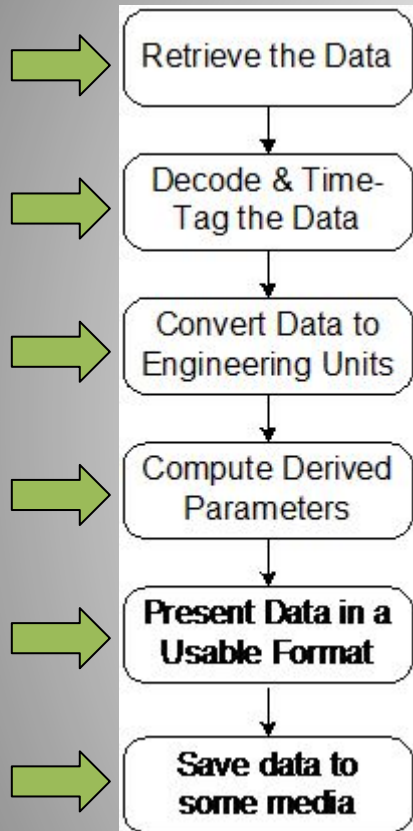 Retrieve the Data
Decode & Time-
Tag the Data
Convert Data to
Engineering Units
Compute Derived
Parameters
Present Data in a
Usable Format
Save data to
some media